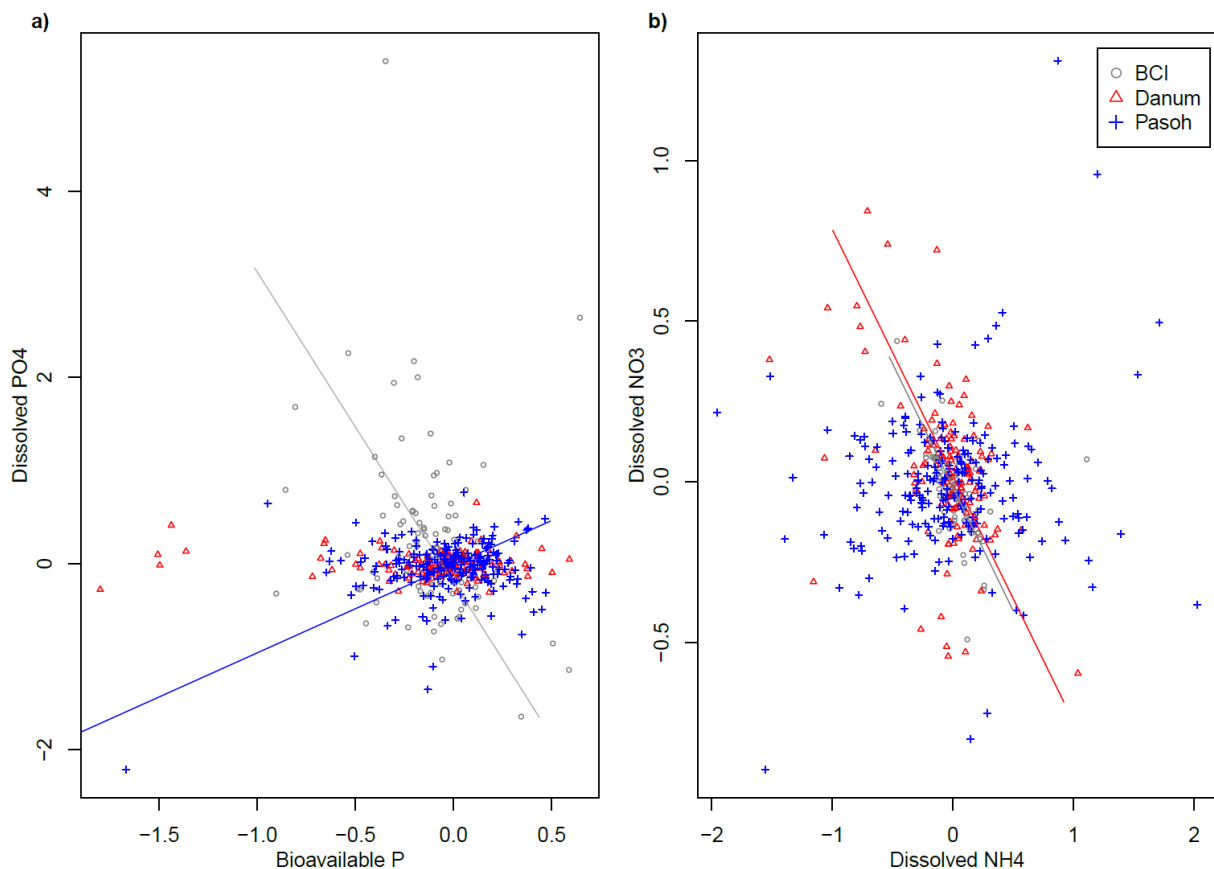 a)
Dissolved PO4
4
2
0
−2
−1.5 −1.0 −0.5 0.0 0.5
Bioavailable P
b)
BCI
Danum
Pasoh
Dissolved NO3
1.0
0.5
0.0
−0.5
−2 −1 0 1 2
Dissolved NH4